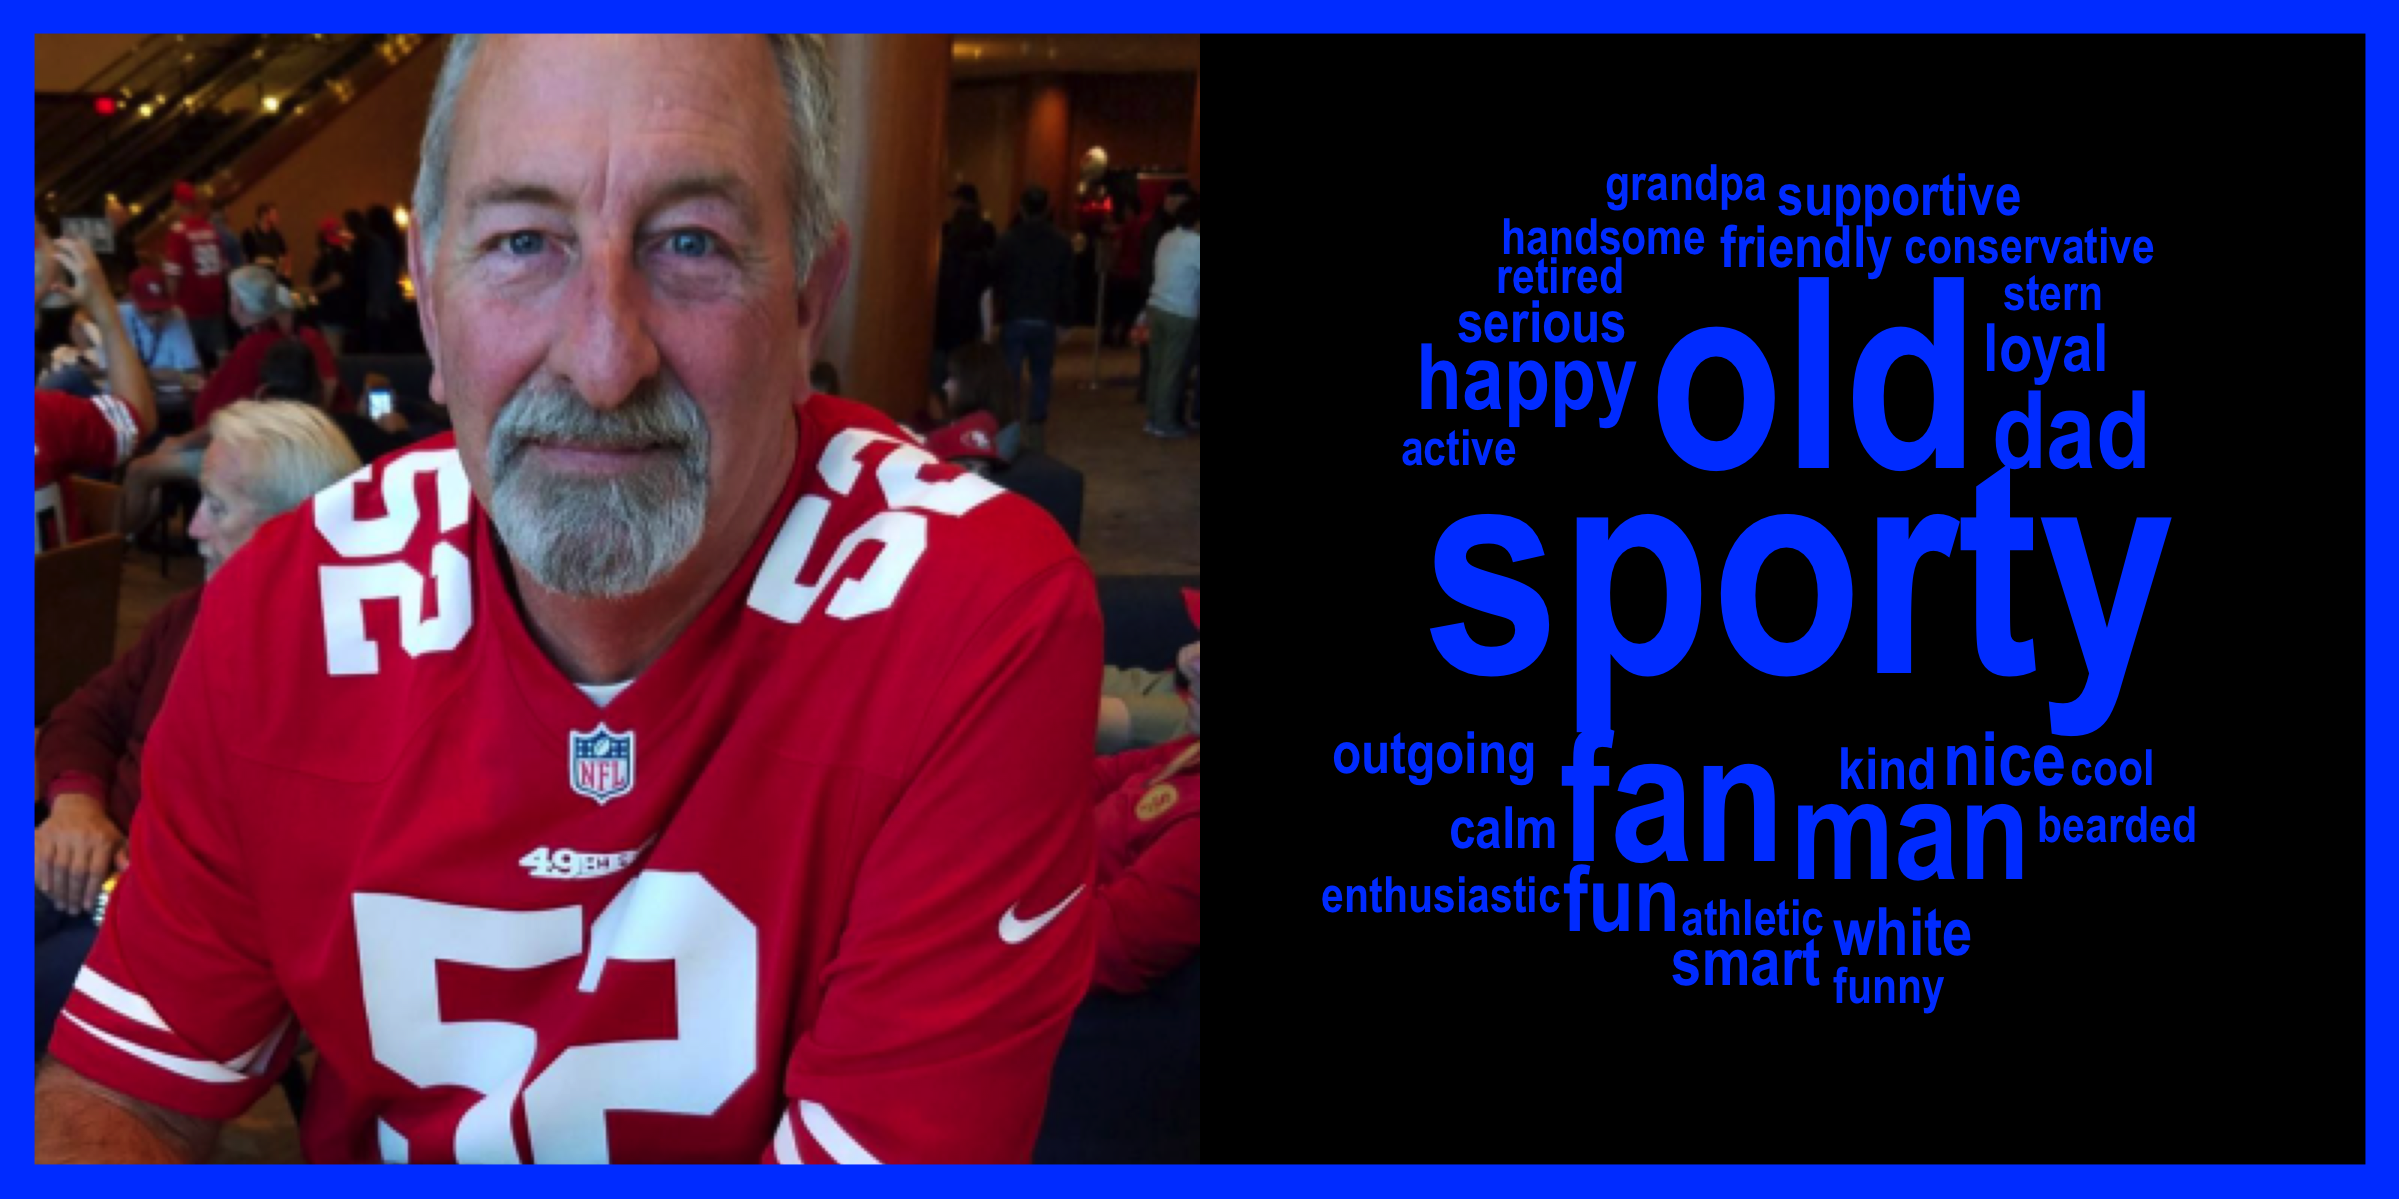 52
52
NFL
49ERS
52
grandpa supportive
handsome friendly conservative
retired
stern
serious
loyal
happy old
dad
active
sporty
outgoing
fan kind nice cool
calm man bearded
enthusiastic fun athletic white
smart
funny